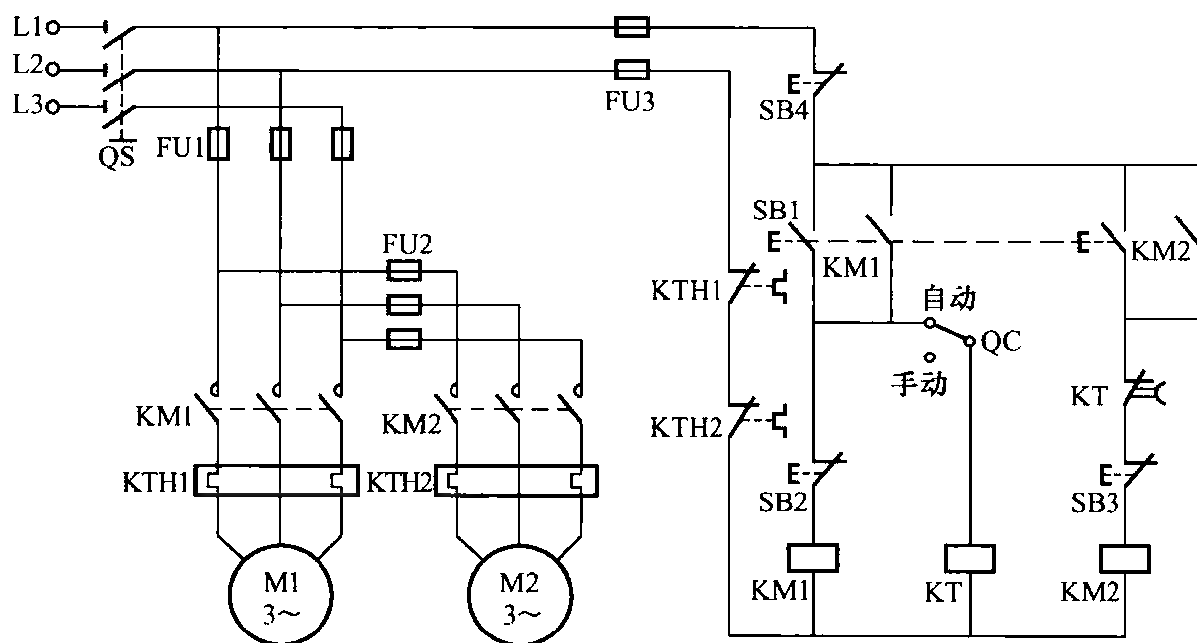 L1
L2
L3
QS
FU1
FU2
FU3
SB4
SB1
KM1
KM2
KTH1
自动
QC
手动
KT
KM1
KM2
KTH2
KTH1
KTH2
SB2
SB3
M1
3～
M2
3～
KM1
KT
KM2